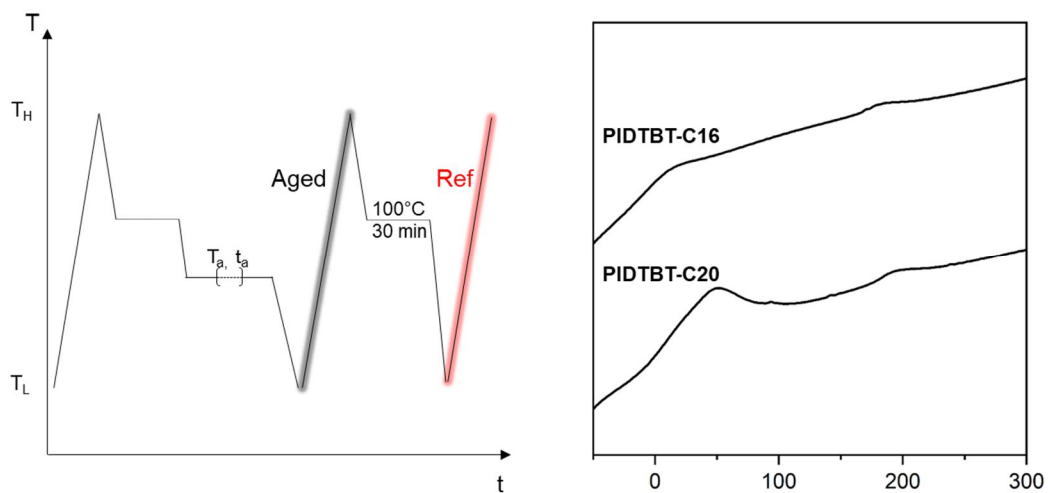 T
T_H
Aged
Ref
100°C
30 min
T_a, t_a
T_L
t
PIDTBT-C16
PIDTBT-C20
0
100
200
300